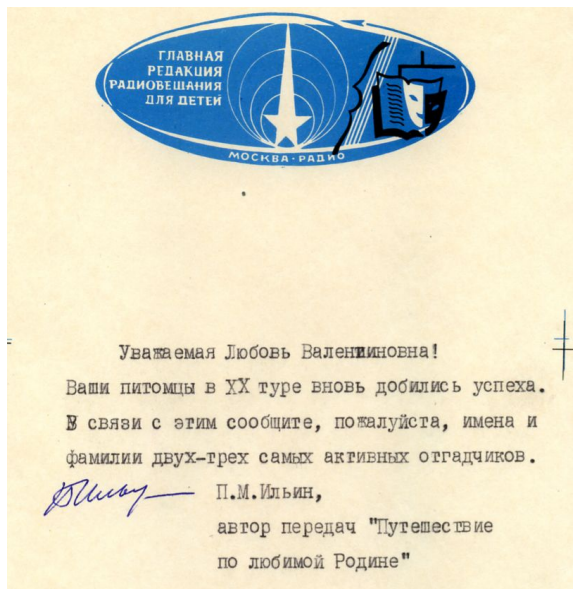 ГЛАВНАЯ
РЕДАКЦИЯ
РАДИОВЕЩАНИЯ
ДЛЯ ДЕТЕЙ
МОСКВА · РАДИО
Уважаемая Любовь Валентиновна!
Ваши питомцы в XX туре вновь добились успеха.
В связи с этим сообщите, пожалуйста, имена и
фамилии двух-трех самых активных отгадчиков.
П.М.Ильин,
автор передач "Путешествие
по любимой Родине"